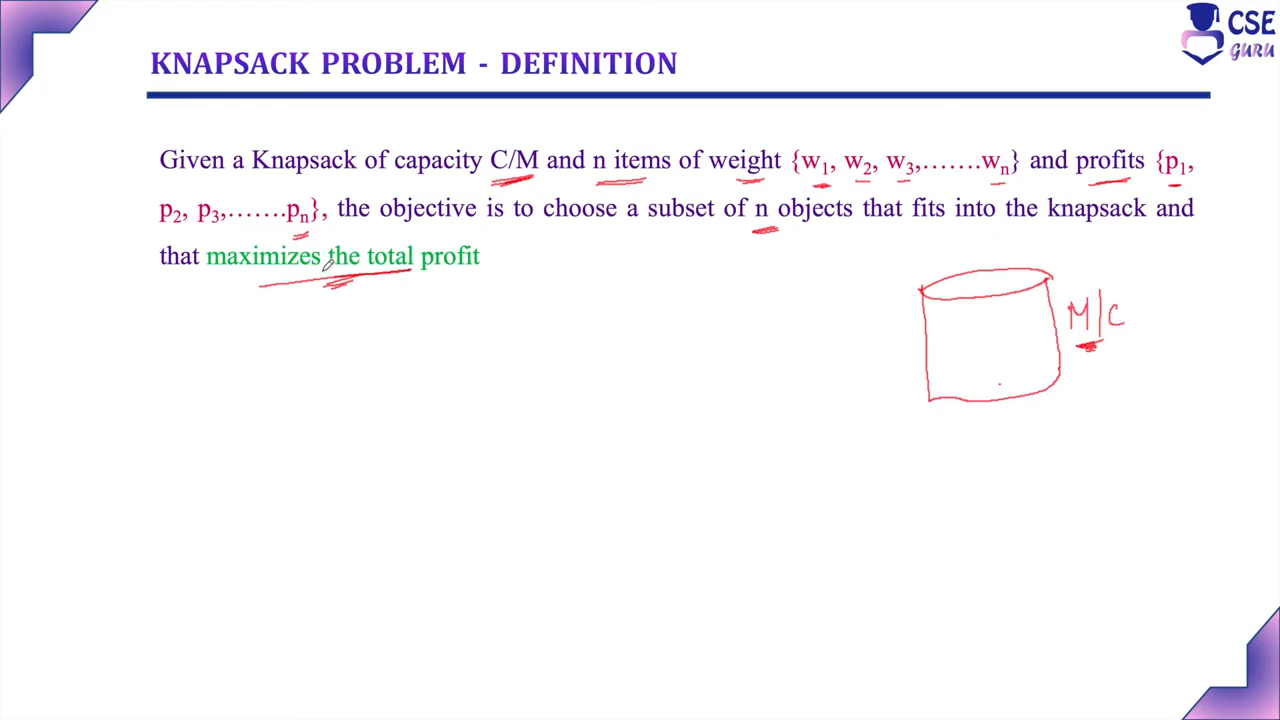 CSE
GURU
KNAPSACK PROBLEM - DEFINITION
Given a Knapsack of capacity C/M and n items of weight {w1, w2, w3,…….wn} and profits {p1,
p2, p3,…….pn}, the objective is to choose a subset of n objects that fits into the knapsack and
that maximizes the total profit
M|C